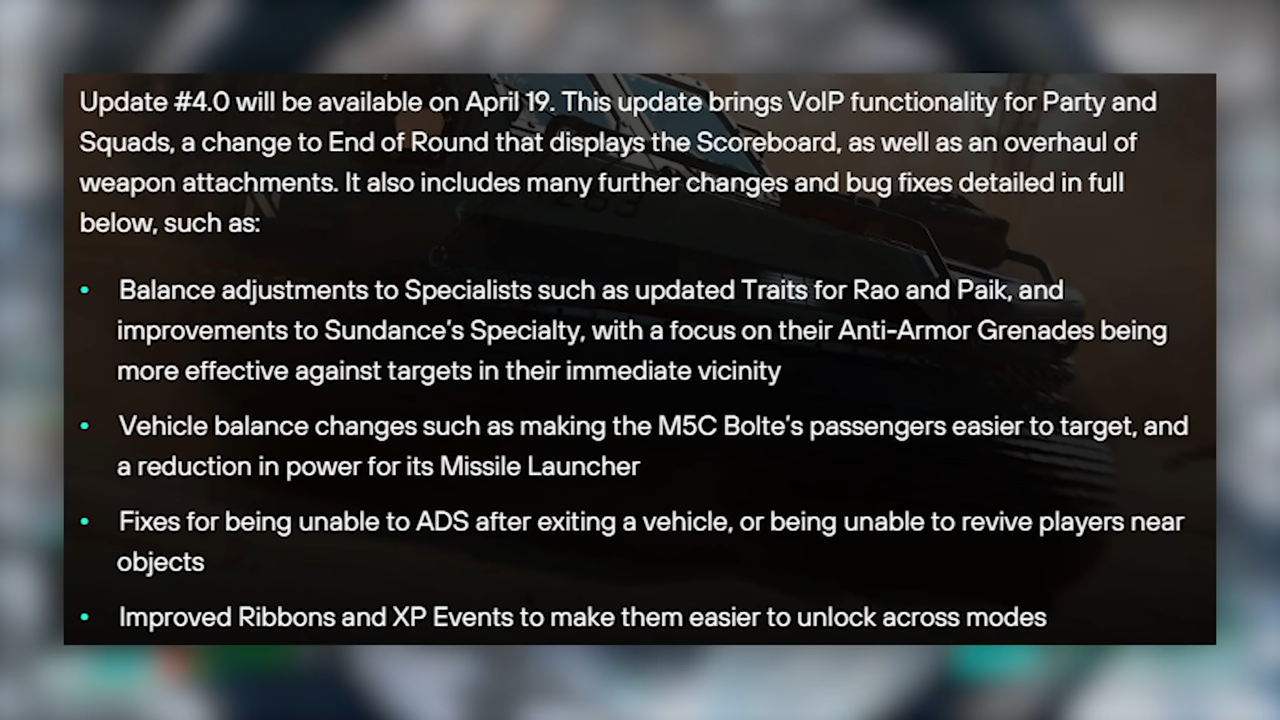 Update #4.0 will be available on April 19. This update brings VoIP functionality for Party and
Squads, a change to End of Round that displays the Scoreboard, as well as an overhaul of
weapon attachments. It also includes many further changes and bug fixes detailed in full
below, such as:
• Balance adjustments to Specialists such as updated Traits for Rao and Paik, and
improvements to Sundance's Specialty, with a focus on their Anti-Armor Grenades being
more effective against targets in their immediate vicinity
• Vehicle balance changes such as making the M5C Bolte's passengers easier to target, and
a reduction in power for its Missile Launcher
• Fixes for being unable to ADS after exiting a vehicle, or being unable to revive players near
objects
• Improved Ribbons and XP Events to make them easier to unlock across modes